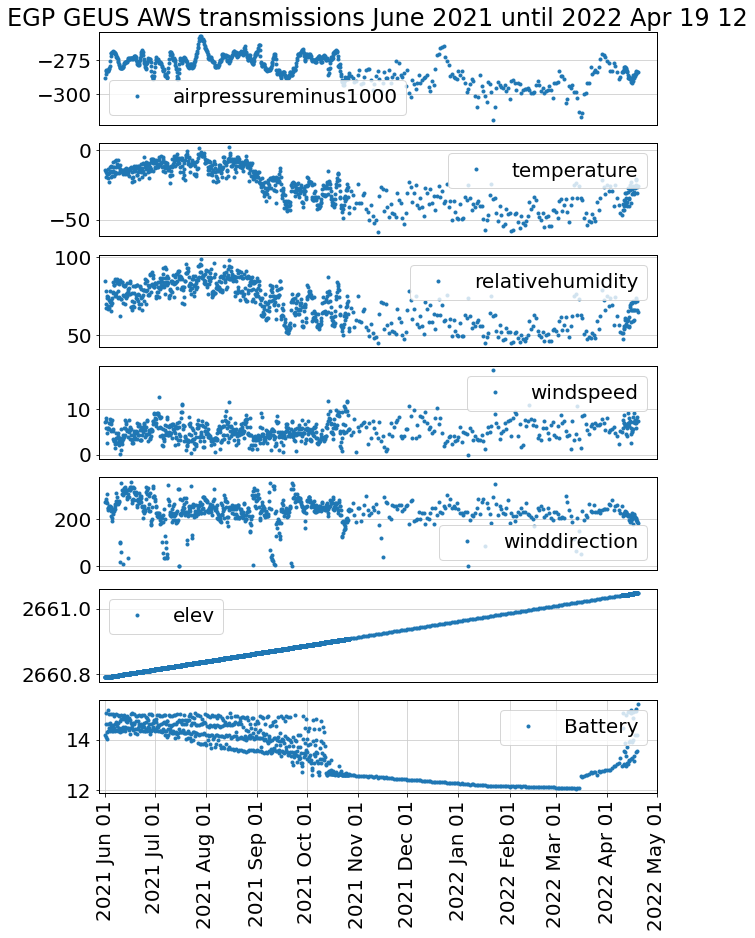 EGP GEUS AWS transmissions June 2021 until 2022 Apr 19 12
−275
−300
airpressureminus1000
0
−50
temperature
100
50
relativehumidity
10
0
windspeed
200
0
winddirection
2661.0
2660.8
elev
14
12
Battery
2021 Jun 01
2021 Jul 01
2021 Aug 01
2021 Sep 01
2021 Oct 01
2021 Nov 01
2021 Dec 01
2022 Jan 01
2022 Feb 01
2022 Mar 01
2022 Apr 01
2022 May 01